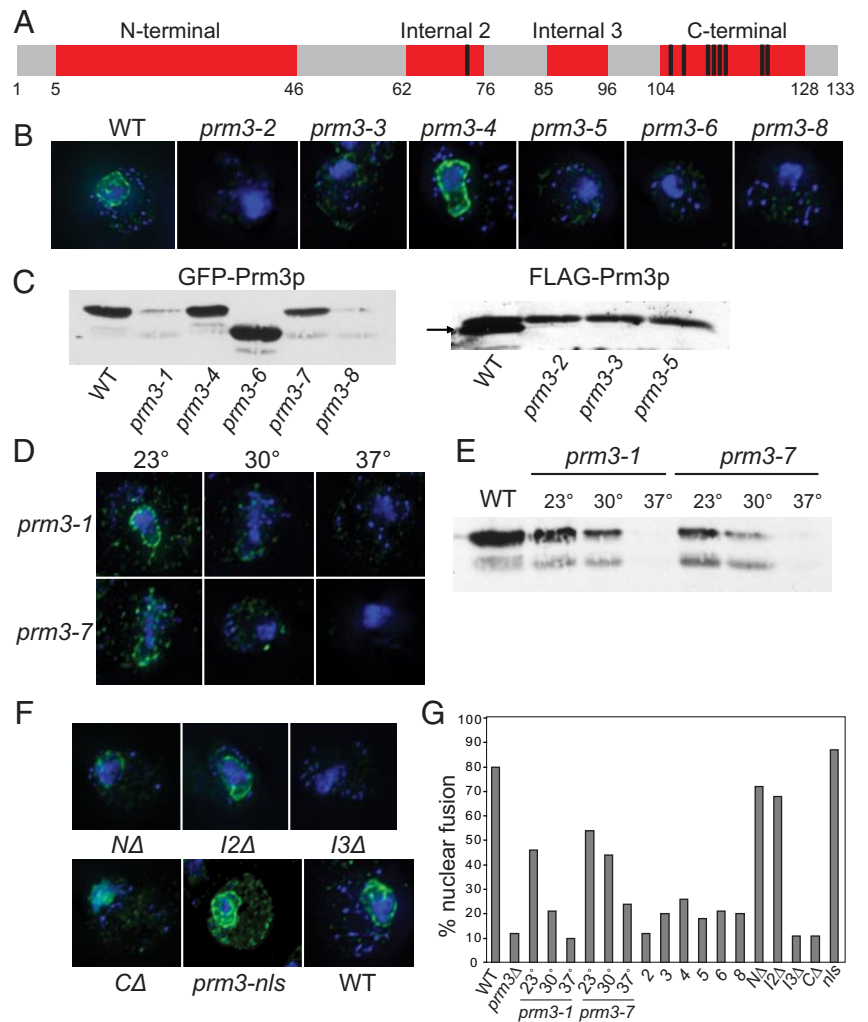 A
N-terminal Internal 2 Internal 3 C-terminal
1 5 46 62 76 85 96 104 128 133
B
WT prm3-2 prm3-3 prm3-4 prm3-5 prm3-6 prm3-8
C
GFP-Prm3p FLAG-Prm3p
WT prm3-1 prm3-4 prm3-6 prm3-7 prm3-8
WT prm3-2 prm3-3 prm3-5
D
23° 30° 37°
prm3-1
prm3-7
E
prm3-1 prm3-7
WT 23° 30° 37° 23° 30° 37°
F
NΔ I2Δ I3Δ
CΔ prm3-nls WT
G
% nuclear fusion
100
90
80
70
60
50
40
30
20
10
0
WT prm3Δ 23° 30° 37° 23° 30° 37° 2 3 4 5 6 8 NΔ I2Δ I3Δ CΔ nls
prm3-1 prm3-7